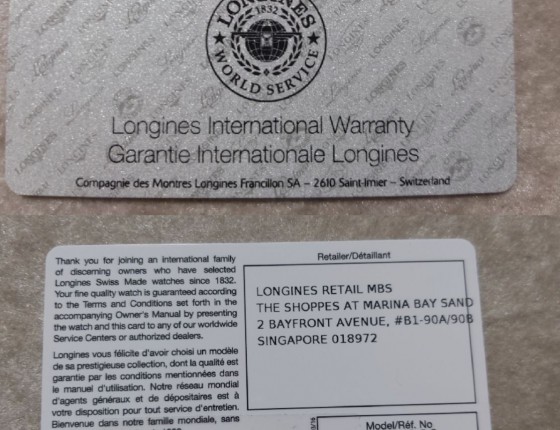 LONGINES
1832
WORLD SERVICE
Longines International Warranty
Garantie Internationale Longines
Compagnie des Montres Longines Francillon SA – 2610 Saint-Imier – Switzerland
Thank you for joining an international family
of discerning owners who have selected
Longines Swiss Made watches since 1832.
Your fine quality watch is guaranteed according
to the Terms and Conditions set forth in the
accompanying Owner's Manual by presenting
the watch and this card to any of our worldwide
Service Centers or authorized dealers.
Longines vous félicite d'avoir choisi un modèle
de sa prestigieuse collection, dont la qualité est
garantie par les conditions mentionnées dans
le manuel d'utilisation. Notre réseau mondial
d'agents généraux et de dépositaires est à
votre disposition pour tout service d'entretien.
Bienvenue dans notre famille mondiale, sans
Retailer/Détaillant
LONGINES RETAIL MBS
THE SHOPPES AT MARINA BAY SAND
2 BAYFRONT AVENUE, #B1-90A/90B
SINGAPORE 018972
Model/Réf. No